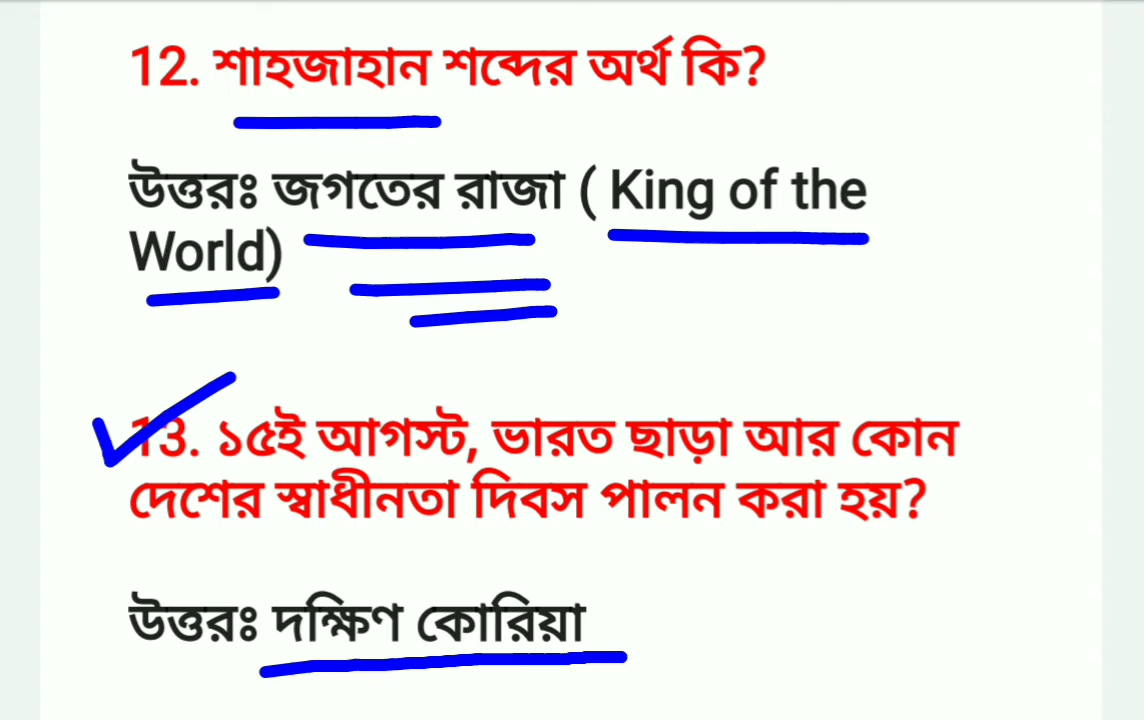 12. শাহজাহান শব্দের অর্থ কি?
উত্তরঃ জগতের রাজা ( King of the
World)
13. ১৫ই আগস্ট, ভারত ছাড়া আর কোন
দেশের স্বাধীনতা দিবস পালন করা হয়?
উত্তরঃ দক্ষিণ কোরিয়া